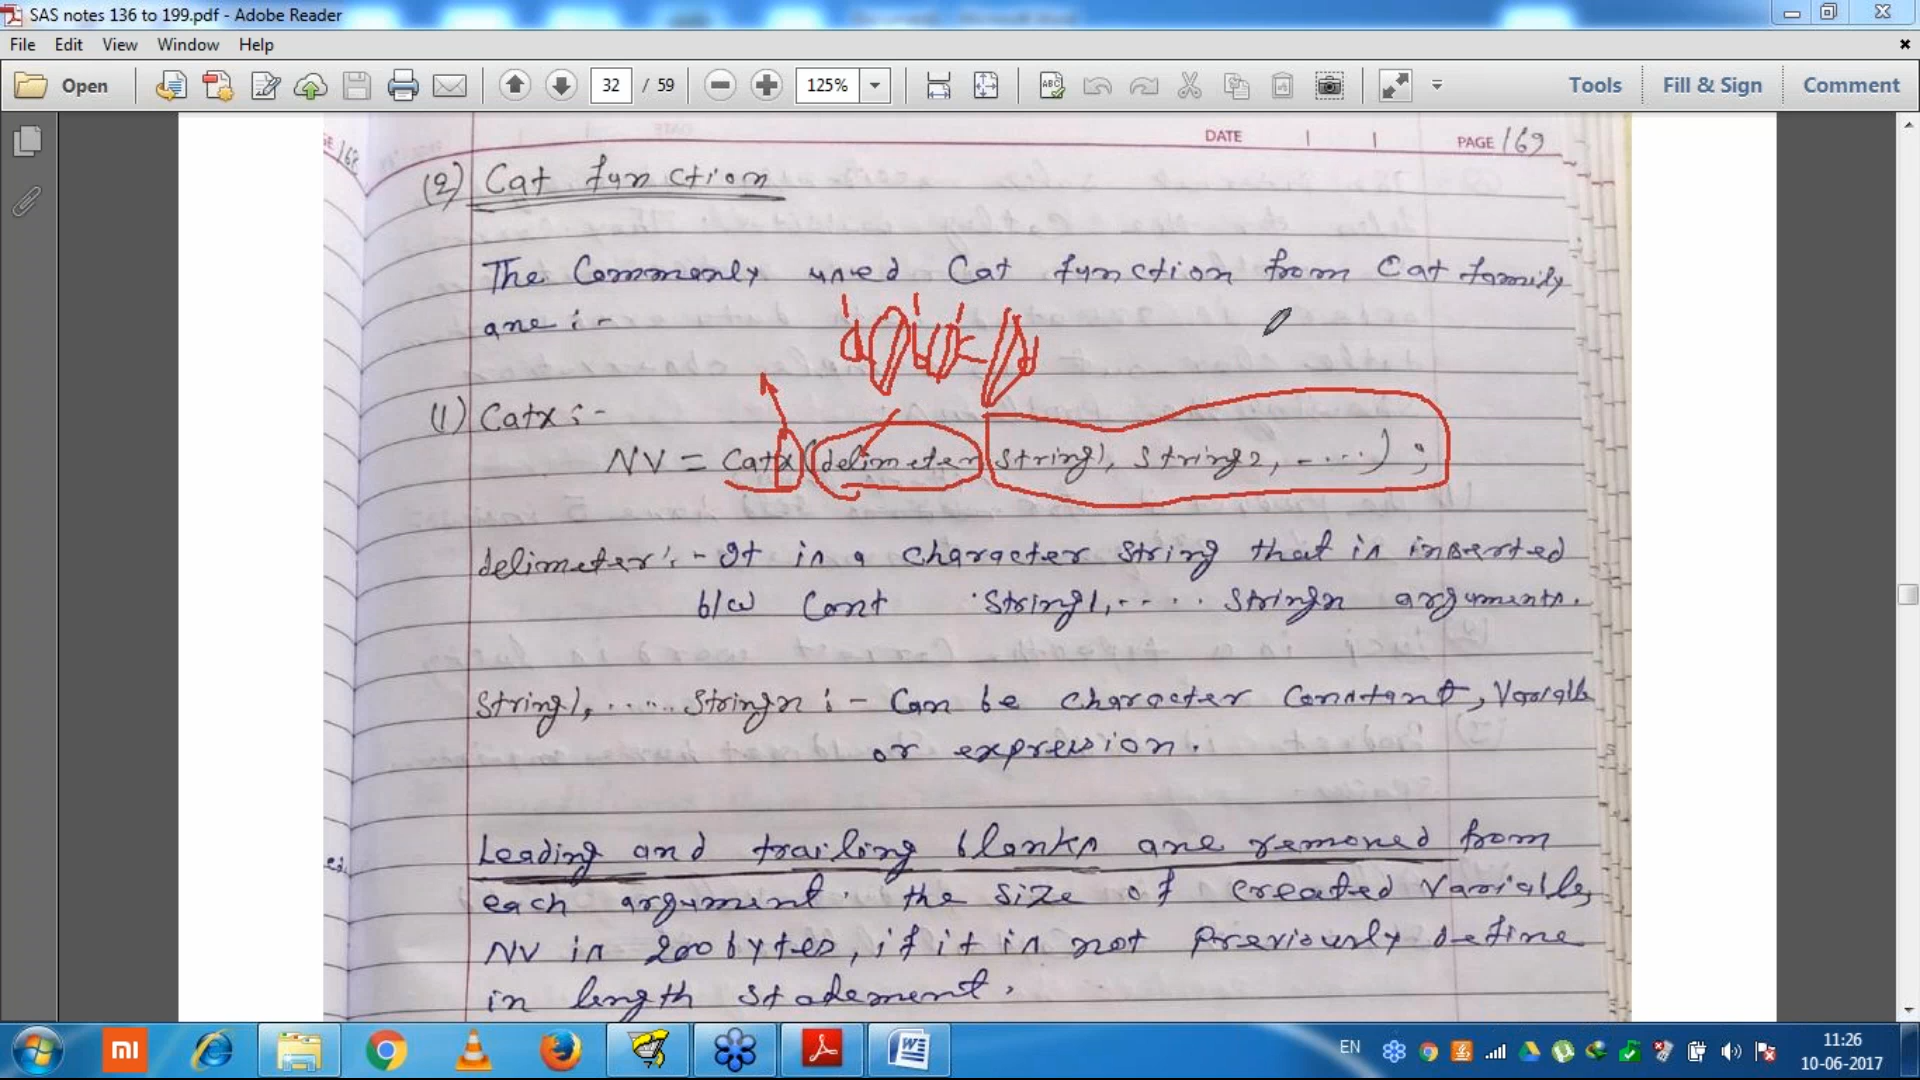 SAS notes 136 to 199.pdf - Adobe Reader
File Edit View Window Help
Open 32 / 59 125% Tools Fill & Sign Comment
DATE PAGE 169
168
(2) Cat function
The Commonly used Cat function from Cat family
are :-
(1) Catx :-
NV = Catx (delimeter String1, String2, -....) ;
delimeter :- It is a character string that is inserted
b/w Cont String1, -.... Stringn arguments.
String1, ..... Stringn :- Can be character Constant, Variable
or expression.
Leading and trailing blanks are removed from
each argument. the size of created Variable,
NV is 200 bytes, if it is not previously define
in length statement.
EN 11:26
10-06-2017